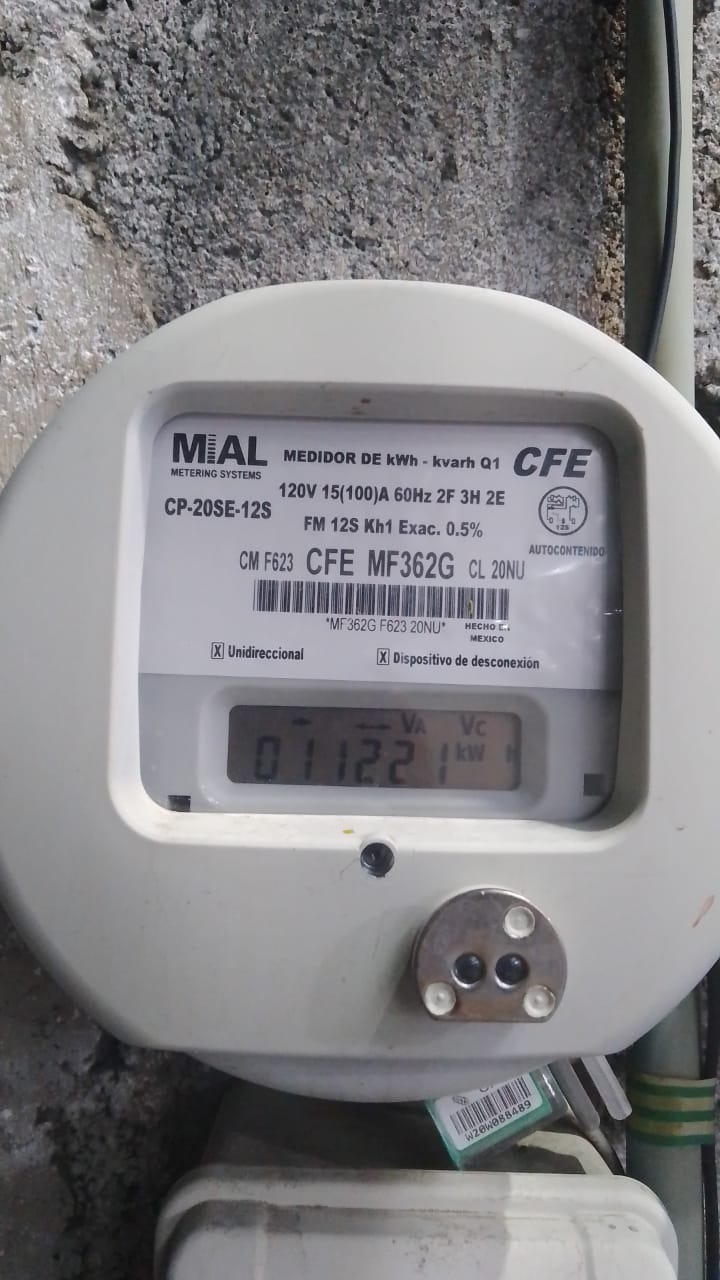 MIAL
METERING SYSTEMS
MEDIDOR DE kWh - kvarh Q1
CFE
CP-20SE-12S
120V 15(100)A 60Hz 2F 3H 2E
FM 12S Kh1 Exac. 0.5%
12S
AUTOCONTENIDO
CM F623 CFE MF362G CL 20NU
*MF362G F623 20NU*
HECHO EN
MEXICO
X Unidireccional
X Dispositivo de desconexión
VA VC
011221 kW h
W20W088489